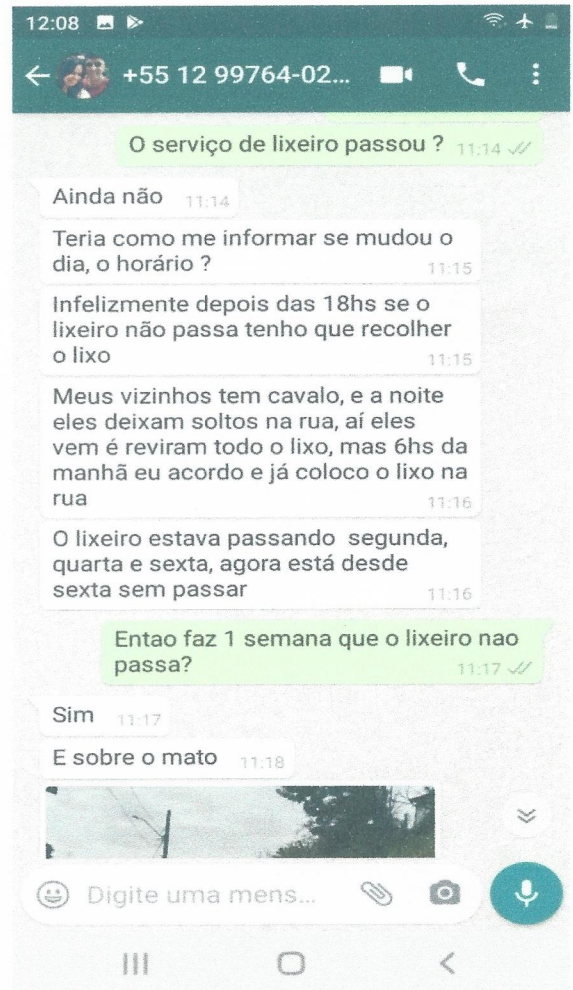 12:08
+55 12 99764-02...
O serviço de lixeiro passou ? 11:14
Ainda não 11:14
Teria como me informar se mudou o
dia, o horário ? 11:15
Infelizmente depois das 18hs se o
lixeiro não passa tenho que recolher
o lixo 11:15
Meus vizinhos tem cavalo, e a noite
eles deixam soltos na rua, aí eles
vem é reviram todo o lixo, mas 6hs da
manhã eu acordo e já coloco o lixo na
rua 11:16
O lixeiro estava passando segunda,
quarta e sexta, agora está desde
sexta sem passar 11:16
Entao faz 1 semana que o lixeiro nao
passa? 11:17
Sim 11:17
E sobre o mato 11:18
Digite uma mens...